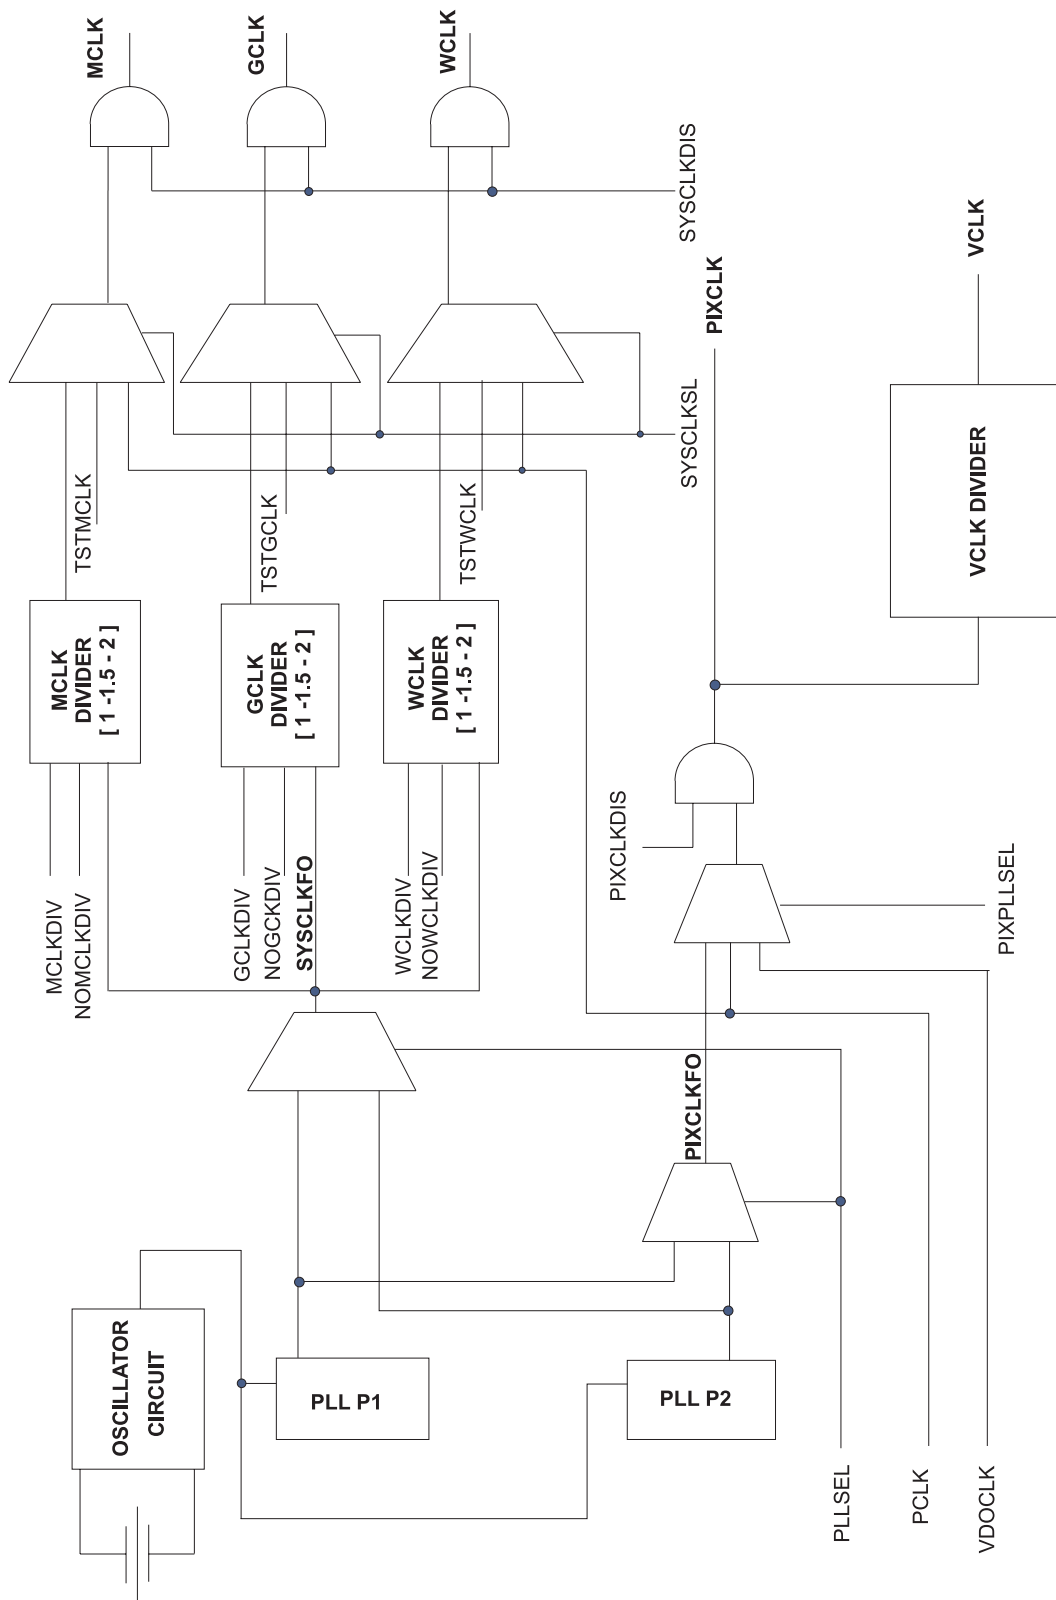 MCLK
GCLK
WCLK
SYSCLKDIS
PIXCLK
VCLK
SYSCLKSL
TSTMCLK
TSTGCLK
TSTWCLK
VCLK DIVIDER
MCLK
DIVIDER
[ 1 -1.5 - 2 ]
GCLK
DIVIDER
[ 1 -1.5 - 2 ]
WCLK
DIVIDER
[ 1 -1.5 - 2 ]
PIXCLKDIS
MCLKDIV
NOMCLKDIV
GCLKDIV
NOGCKDIV
SYSCLKFO
WCLKDIV
NOWCLKDIV
PIXPLLSEL
PIXCLKFO
OSCILLATOR
CIRCUIT
PLL P1
PLL P2
PLLSEL
PCLK
VDOCLK